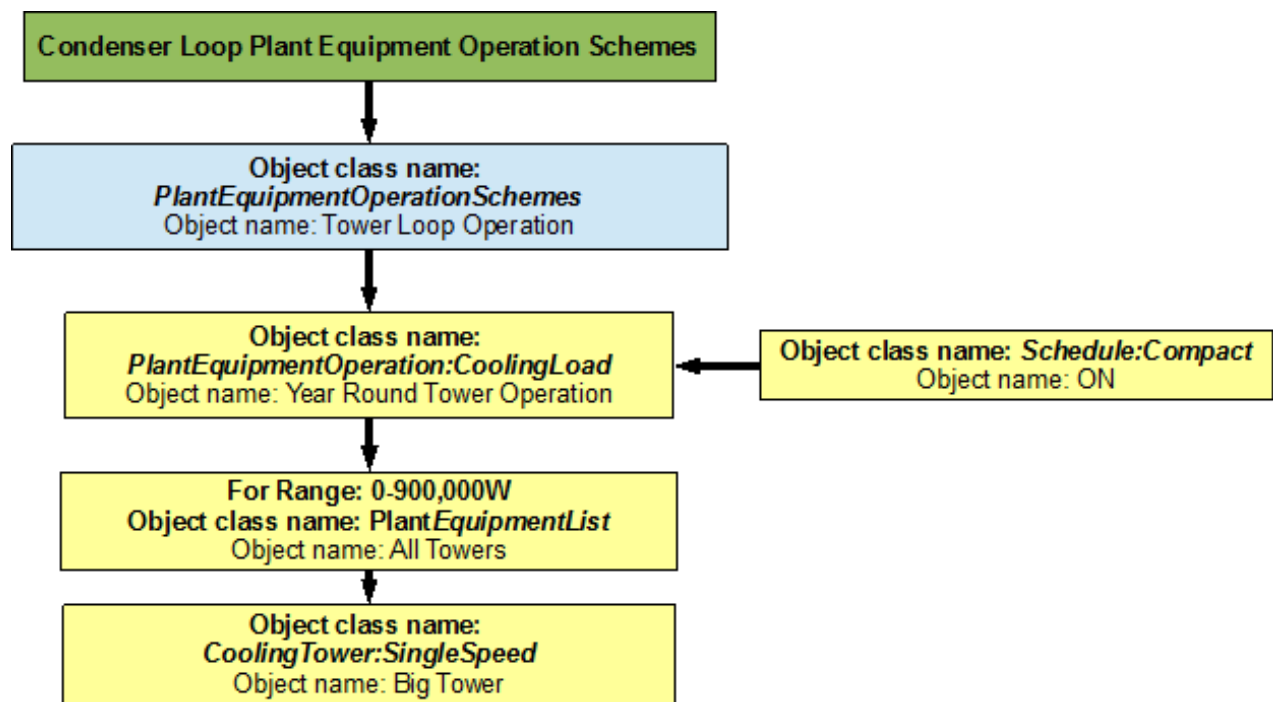 Condenser Loop Plant Equipment Operation Schemes
Object class name:
PlantEquipmentOperationSchemes
Object name: Tower Loop Operation
Object class name:
PlantEquipmentOperation:CoolingLoad
Object name: Year Round Tower Operation
Object class name: Schedule:Compact
Object name: ON
For Range: 0-900,000W
Object class name: PlantEquipmentList
Object name: All Towers
Object class name:
CoolingTower:SingleSpeed
Object name: Big Tower